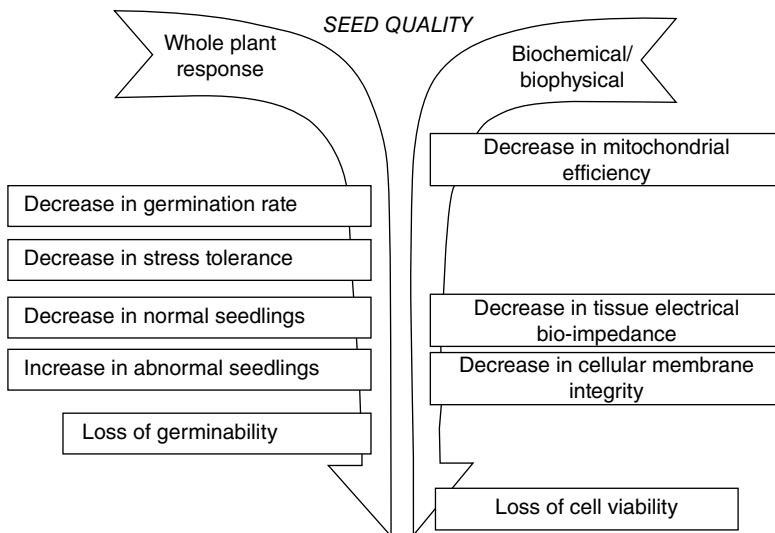 SEED QUALITY
Whole plant
response
Biochemical/
biophysical
Decrease in mitochondrial
efficiency
Decrease in germination rate
Decrease in stress tolerance
Decrease in normal seedlings
Decrease in tissue electrical
bio-impedance
Increase in abnormal seedlings
Decrease in cellular membrane
integrity
Loss of germinability
Loss of cell viability